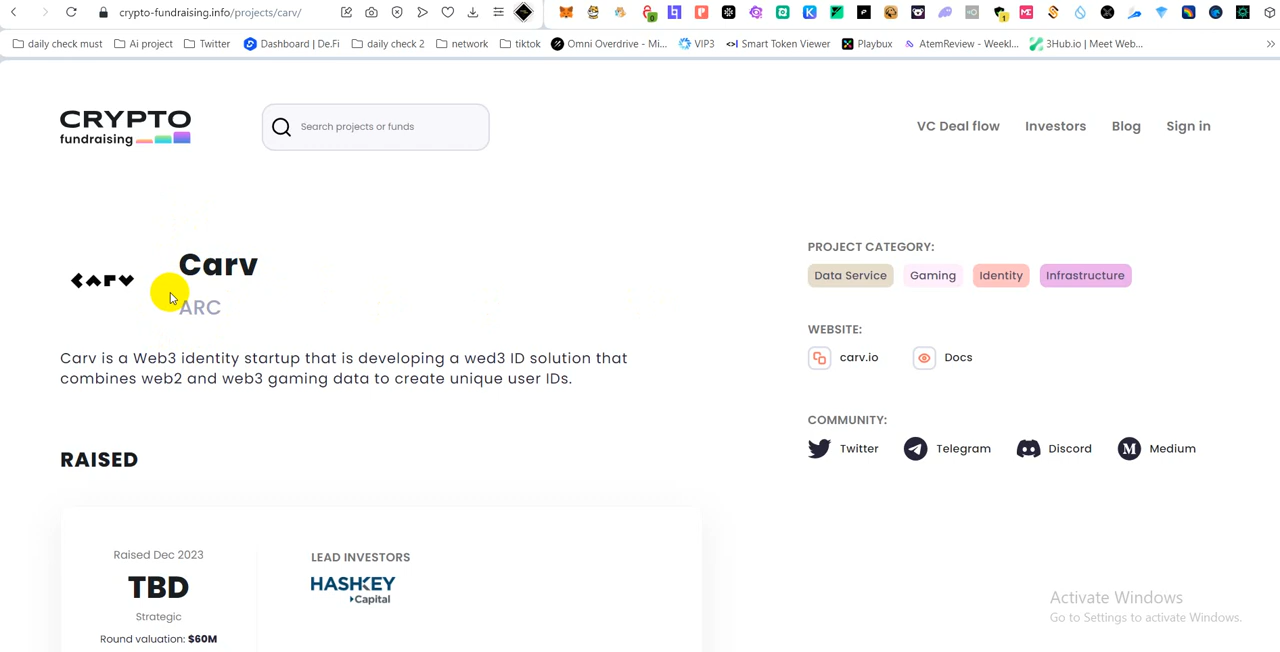 crypto-fundraising.info/projects/carv/
daily check must
Ai project
Twitter
Dashboard | De.Fi
daily check 2
network
tiktok
Omni Overdrive - Mi...
VIP3
Smart Token Viewer
Playbux
AtemReview - Weekl...
3Hub.io | Meet Web...
CRYPTO
fundraising
Search projects or funds
VC Deal flow
Investors
Blog
Sign in
carv
Carv
ARC
Carv is a Web3 identity startup that is developing a wed3 ID solution that
combines web2 and web3 gaming data to create unique user IDs.
PROJECT CATEGORY:
Data Service
Gaming
Identity
Infrastructure
WEBSITE:
carv.io
Docs
COMMUNITY:
Twitter
Telegram
Discord
Medium
RAISED
Raised Dec 2023
TBD
Strategic
Round valuation: $60M
LEAD INVESTORS
HASHKEY
Capital
Activate Windows
Go to Settings to activate Windows.